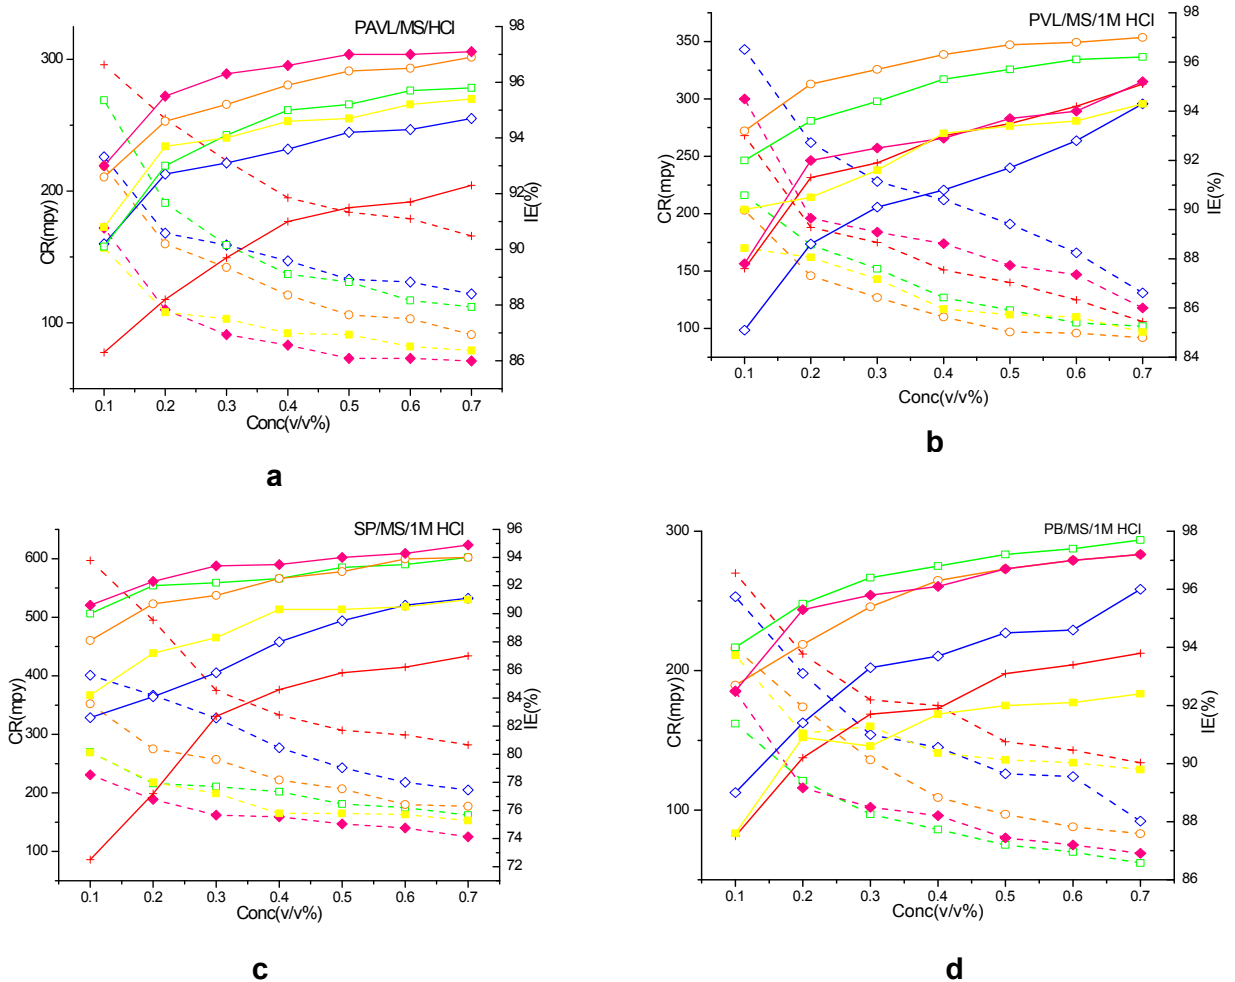 PAVL/MS/HCl
98
300
96
94
200
92
90
100
88
86
CR(mpy)
IE(%)
0.1 0.2 0.3 0.4 0.5 0.6 0.7
Conc(v/v%)
a
PVL/MS/1M HCl
98
350
96
300
94
250
92
200
90
150
88
100
86
84
CR(mpy)
IE(%)
0.1 0.2 0.3 0.4 0.5 0.6 0.7
Conc(v/v%)
b
SP/MS/1M HCl
96
600
94
500
92
90
400
88
86
300
84
82
200
80
78
100
76
74
72
CR(mpy)
IE(%)
0.1 0.2 0.3 0.4 0.5 0.6 0.7
Conc(v/v%)
c
PB/MS/1M HCl
300
98
96
94
200
92
90
100
88
86
CR(mpy)
IE(%)
0.1 0.2 0.3 0.4 0.5 0.6 0.7
Conc(v/v%)
d